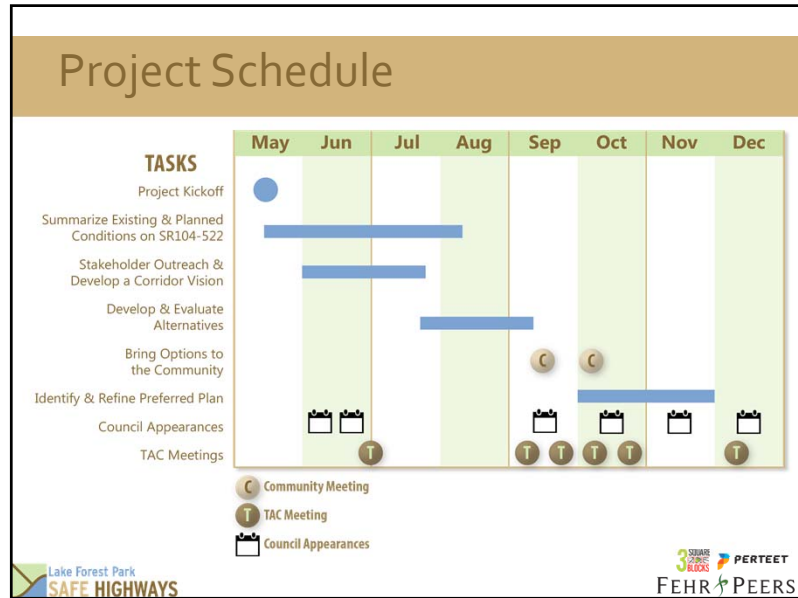 Project Schedule
May Jun Jul Aug Sep Oct Nov Dec
TASKS
Project Kickoff
Summarize Existing & Planned
Conditions on SR104-522
Stakeholder Outreach &
Develop a Corridor Vision
Develop & Evaluate
Alternatives
Bring Options to
the Community
C C
Identify & Refine Preferred Plan
Council Appearances
TAC Meetings
T T T T T T
C Community Meeting
T TAC Meeting
Council Appearances
Lake Forest Park
SAFE HIGHWAYS
3 SQUARE
BLOCKS
PERTEET
FEHR PEERS